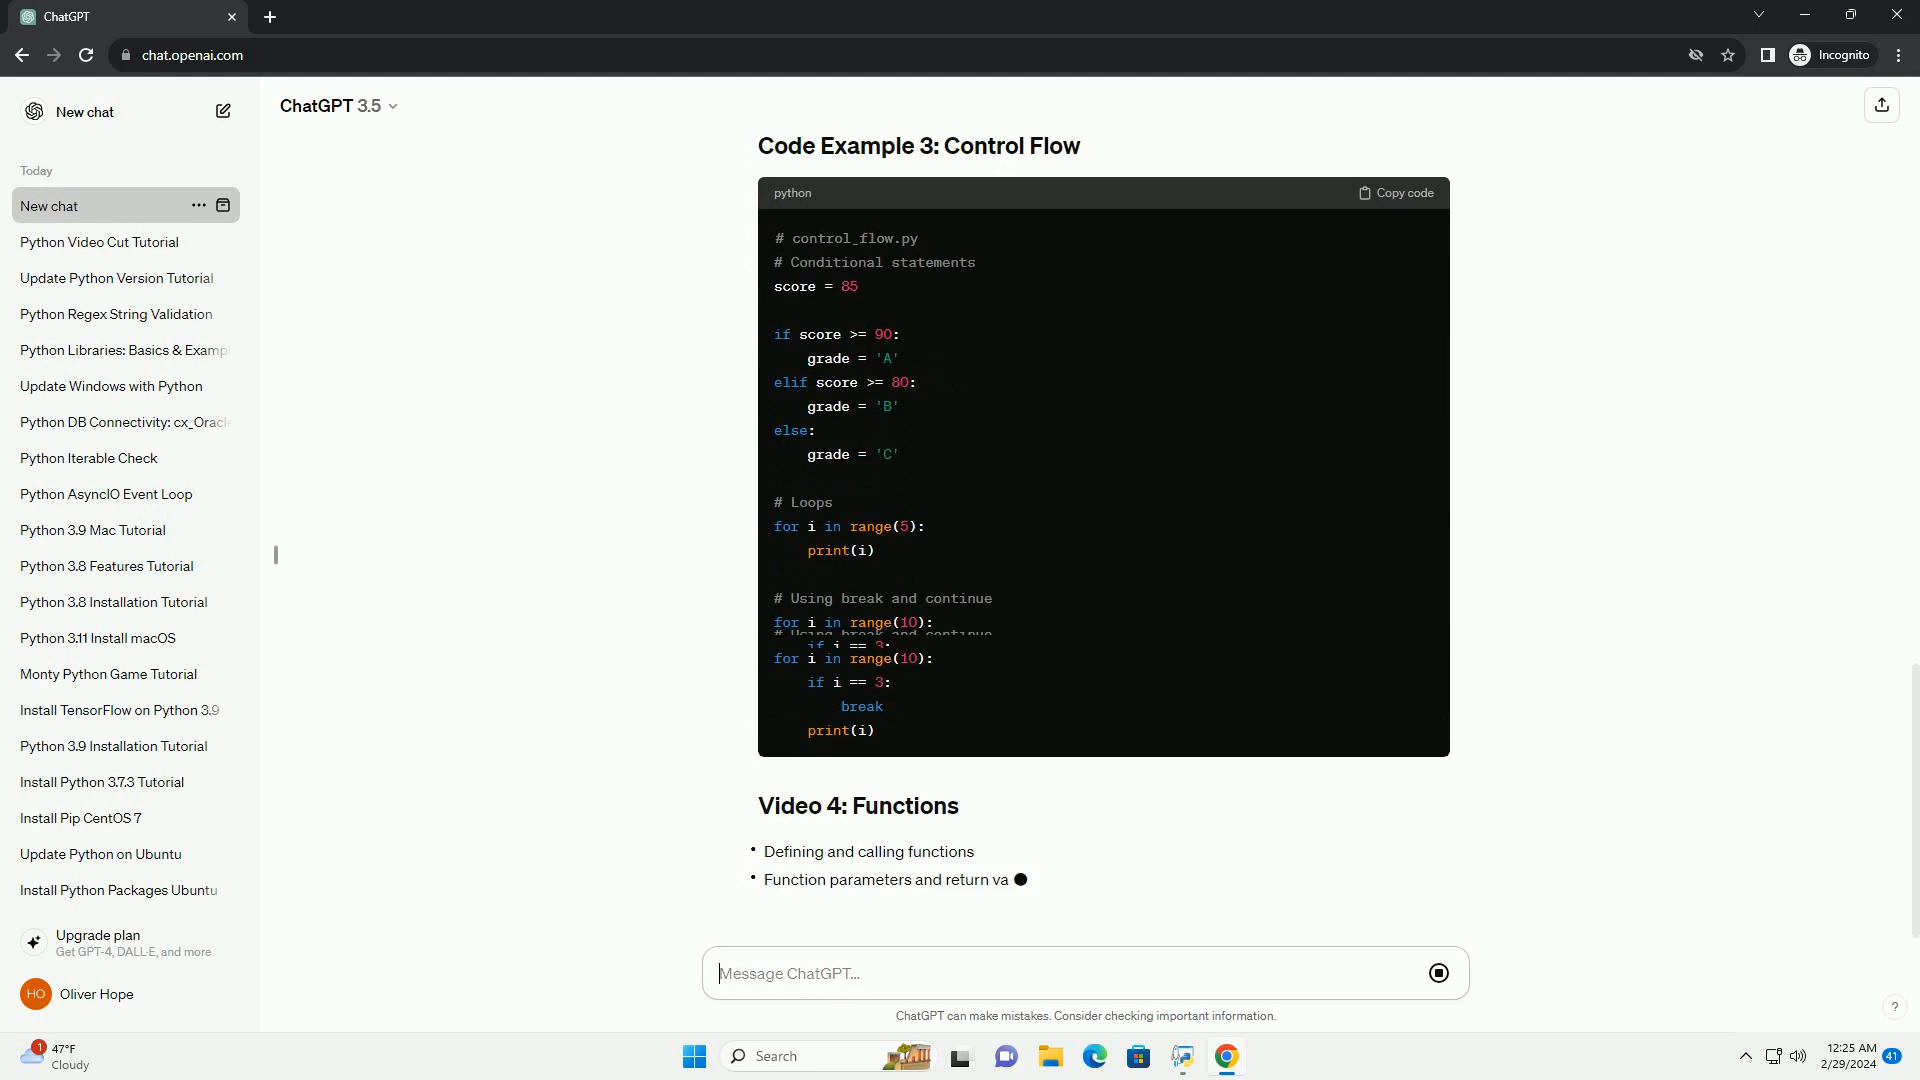 ChatGPT
chat.openai.com
Incognito
New chat
ChatGPT 3.5
Today
New chat
Python Video Cut Tutorial
Update Python Version Tutorial
Python Regex String Validation
Python Libraries: Basics & Examp
Update Windows with Python
Python DB Connectivity: cx_Oracl
Python Iterable Check
Python AsyncIO Event Loop
Python 3.9 Mac Tutorial
Python 3.8 Features Tutorial
Python 3.8 Installation Tutorial
Python 3.11 Install macOS
Monty Python Game Tutorial
Install TensorFlow on Python 3.9
Python 3.9 Installation Tutorial
Install Python 3.7.3 Tutorial
Install Pip CentOS 7
Update Python on Ubuntu
Install Python Packages Ubuntu
Upgrade plan
Get GPT-4, DALL·E, and more
HO Oliver Hope
Code Example 3: Control Flow
python Copy code
# control_flow.py
# Conditional statements
score = 85
if score >= 90:
grade = 'A'
elif score >= 80:
grade = 'B'
else:
grade = 'C'
# Loops
for i in range(5):
print(i)
# Using break and continue
for i in range(10):
# Using break and continue
if i == 3:
for i in range(10):
if i == 3:
break
print(i)
Video 4: Functions
• Defining and calling functions
• Function parameters and return va
Message ChatGPT...
ChatGPT can make mistakes. Consider checking important information.
?
1
47°F
Cloudy
Search
12:25 AM
2/29/2024
41